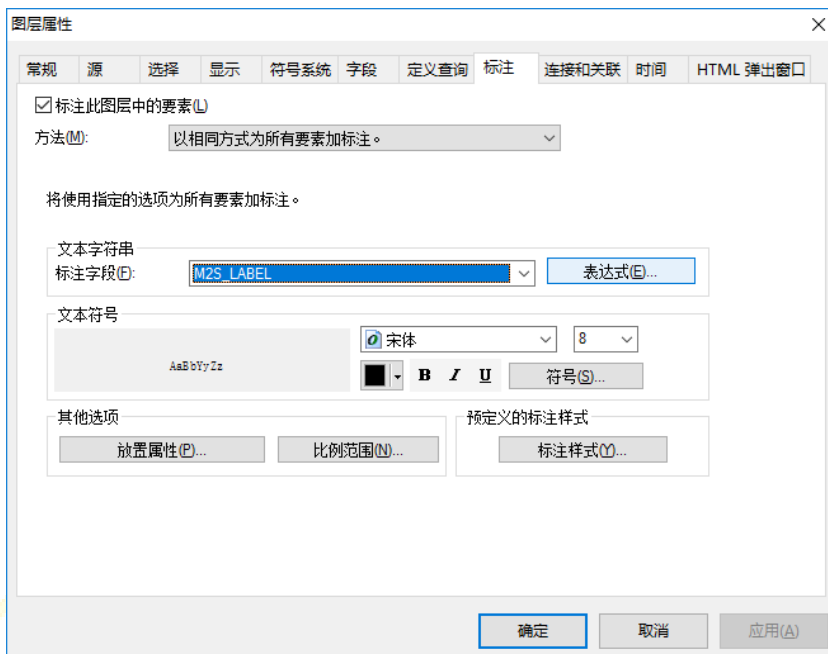 图层属性
常规 源 选择 显示 符号系统 字段 定义查询 标注 连接和关联 时间 HTML 弹出窗口
标注此图层中的要素(L)
方法(M): 以相同方式为所有要素加标注。
将使用指定的选项为所有要素加标注。
文本字符串
标注字段(F): M2S_LABEL 表达式(E)...
文本符号
AaBbYyZz
宋体 8
B I U 符号(S)...
其他选项 预定义的标注样式
放置属性(P)... 比例范围(N)... 标注样式(Y)...
确定 取消 应用(A)